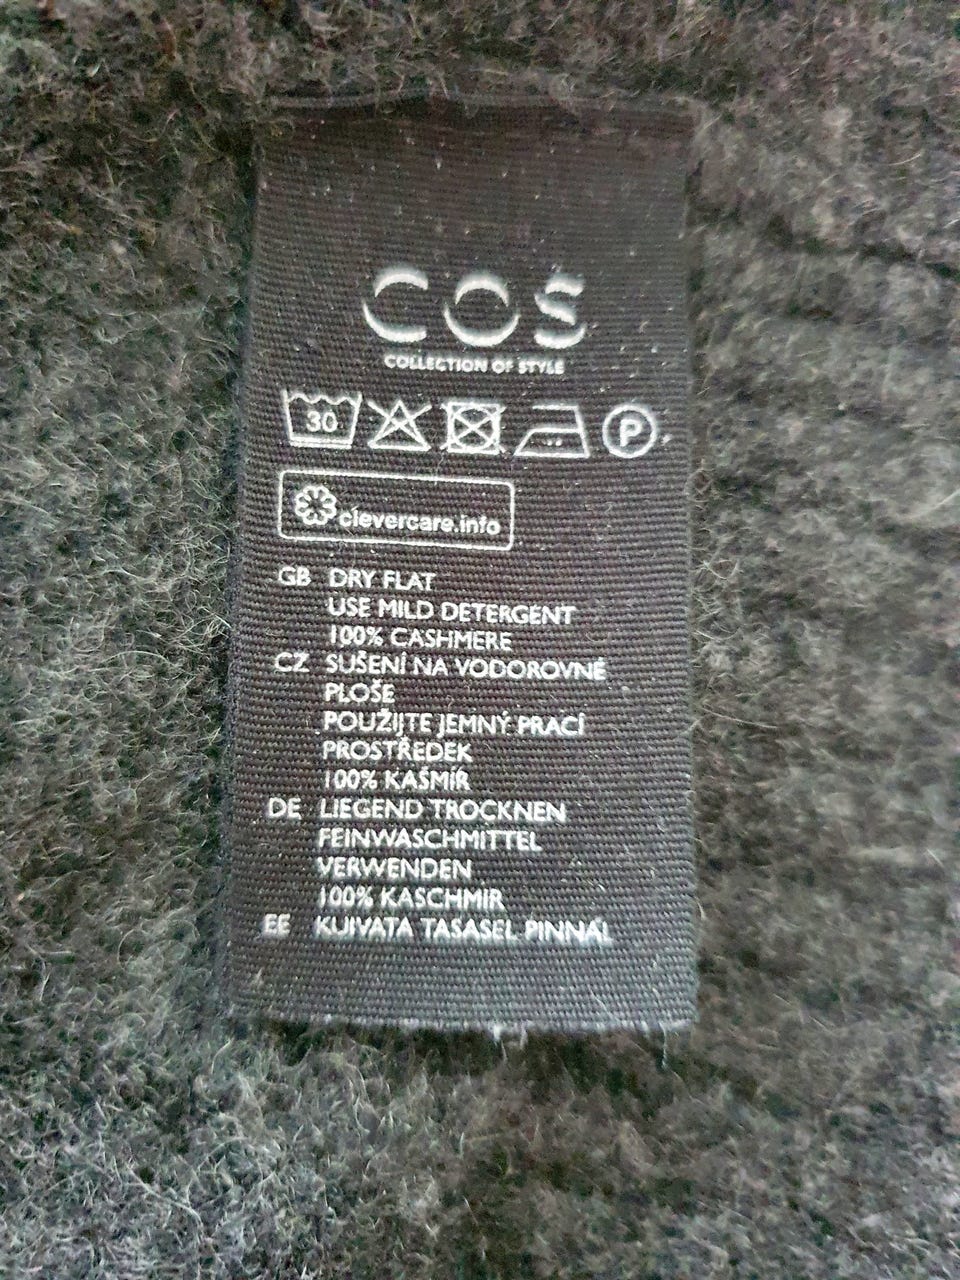 COS
COLLECTION OF STYLE
30
P
clevercare.info
GB DRY FLAT
USE MILD DETERGENT
100% CASHMERE
CZ SUŠENÍ NA VODOROVNÉ
PLOŠE
POUŽIJTE JEMNÝ PRACÍ
PROSTŘEDEK
100% KAŠMÍR
DE LIEGEND TROCKNEN
FEINWASCHMITTEL
VERWENDEN
100% KASCHMIR
EE KUIVATA TASASEL PINNAL